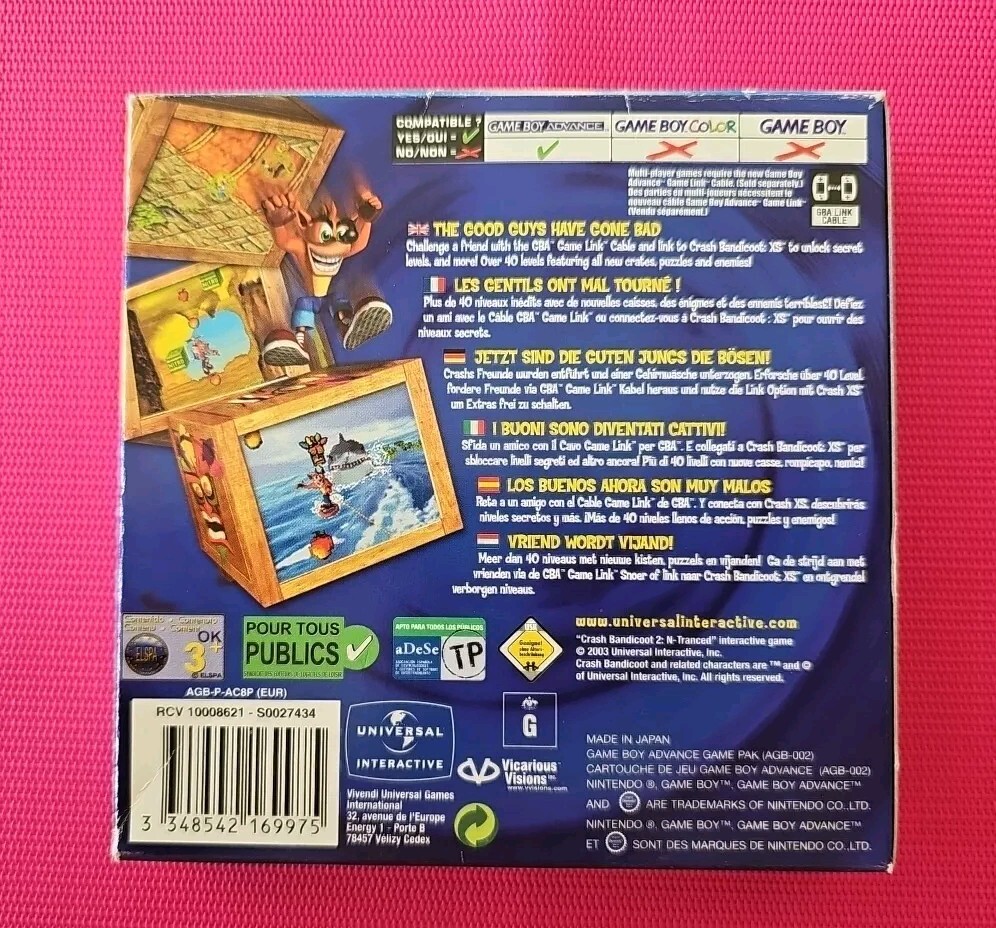 COMPATIBLE ?
YES/OUI = ✓
NO/NON = ✗
GAME BOY ADVANCE
GAME BOY COLOR
GAME BOY
Multi-player games require the new Game Boy
Advance™ Game Link™ Cable. (Sold separately.)
Des parties en multi-joueurs nécessitent le
nouveau câble Game Boy Advance™ Game Link™
(Vendu séparément.)
GBA LINK
CABLE
THE GOOD GUYS HAVE GONE BAD
Challenge a friend with the GBA™ Game Link™ Cable and link to Crash Bandicoot: XS™ to unlock secret
levels, and more! Over 40 levels featuring all new crates, puzzles and enemies!
LES GENTILS ONT MAL TOURNÉ !
Plus de 40 niveaux inédits avec de nouvelles caisses, des énigmes et des ennemis terribles!! Défiez
un ami avec le Câble GBA™ Game Link™ ou connectez-vous à Crash Bandicoot : XS™ pour ouvrir des
niveaux secrets.
JETZT SIND DIE GUTEN JUNGS DIE BÖSEN!
Crashs Freunde wurden entführt und einer Gehirnwäsche unterzogen. Erforsche über 40 Level
fordere Freunde via GBA™ Game Link™ Kabel heraus und nutze die Link Option mit Crash XS™
um Extras frei zu schalten.
I BUONI SONO DIVENTATI CATTIVI!
Sfida un amico con il Cavo Game Link™ per GBA™. E collegati a Crash Bandicoot: XS™ per
sbloccare livelli segreti ed altro ancora! Più di 40 livelli con nuove casse, rompicapo, nemici!
LOS BUENOS AHORA SON MUY MALOS
Reta a un amigo con el Cable Game Link™ de GBA™. Y conecta con Crash XS, descubrirás
niveles secretos y más. ¡Más de 40 niveles llenos de acción, puzzles y enemigos!
VRIEND WORDT VIJAND!
Meer dan 40 niveaus met nieuwe kisten, puzzels en vijanden! Ga de strijd aan met
vrienden via de GBA™ Game Link™ Snoer of link naar Crash Bandicoot: XS™ en ontgrendel
verborgen niveaus.
ELSPA
OK
3+
© ELSPA
POUR TOUS
PUBLICS
APTO PARA TODOS LOS PÚBLICOS
aDeSe
TP
www.universalinteractive.com
"Crash Bandicoot 2: N-Tranced" interactive game
© 2003 Universal Interactive, Inc.
Crash Bandicoot and related characters are ™ and ©
of Universal Interactive, Inc. All rights reserved.
AGB-P-AC8P (EUR)
RCV 10008621 - S0027434
3 348542 169975
UNIVERSAL
INTERACTIVE
Vicarious
Visions Inc.
www.vvisions.com
G
Vivendi Universal Games
International
32, avenue de l'Europe
Energy 1 - Porte B
78457 Vélizy Cedex
MADE IN JAPAN
GAME BOY ADVANCE GAME PAK (AGB-002)
CARTOUCHE DE JEU GAME BOY ADVANCE (AGB-002)
NINTENDO ®, GAME BOY™, GAME BOY ADVANCE™
AND ARE TRADEMARKS OF NINTENDO CO.,LTD.
NINTENDO ®, GAME BOY™, GAME BOY ADVANCE™
ET SONT DES MARQUES DE NINTENDO CO.,LTD.